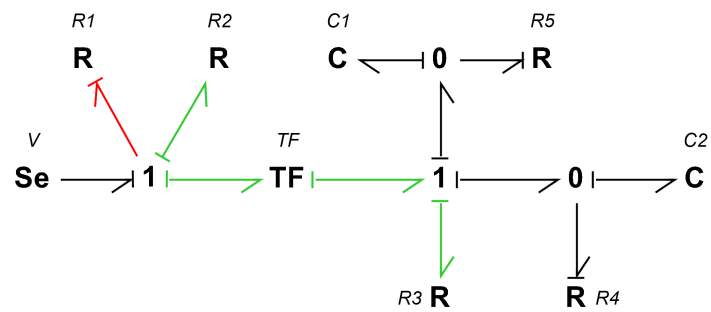 R1 R2 C1 R5
R R C 0 R
V TF C2
Se 1 TF 1 0 C
R3 R R R4